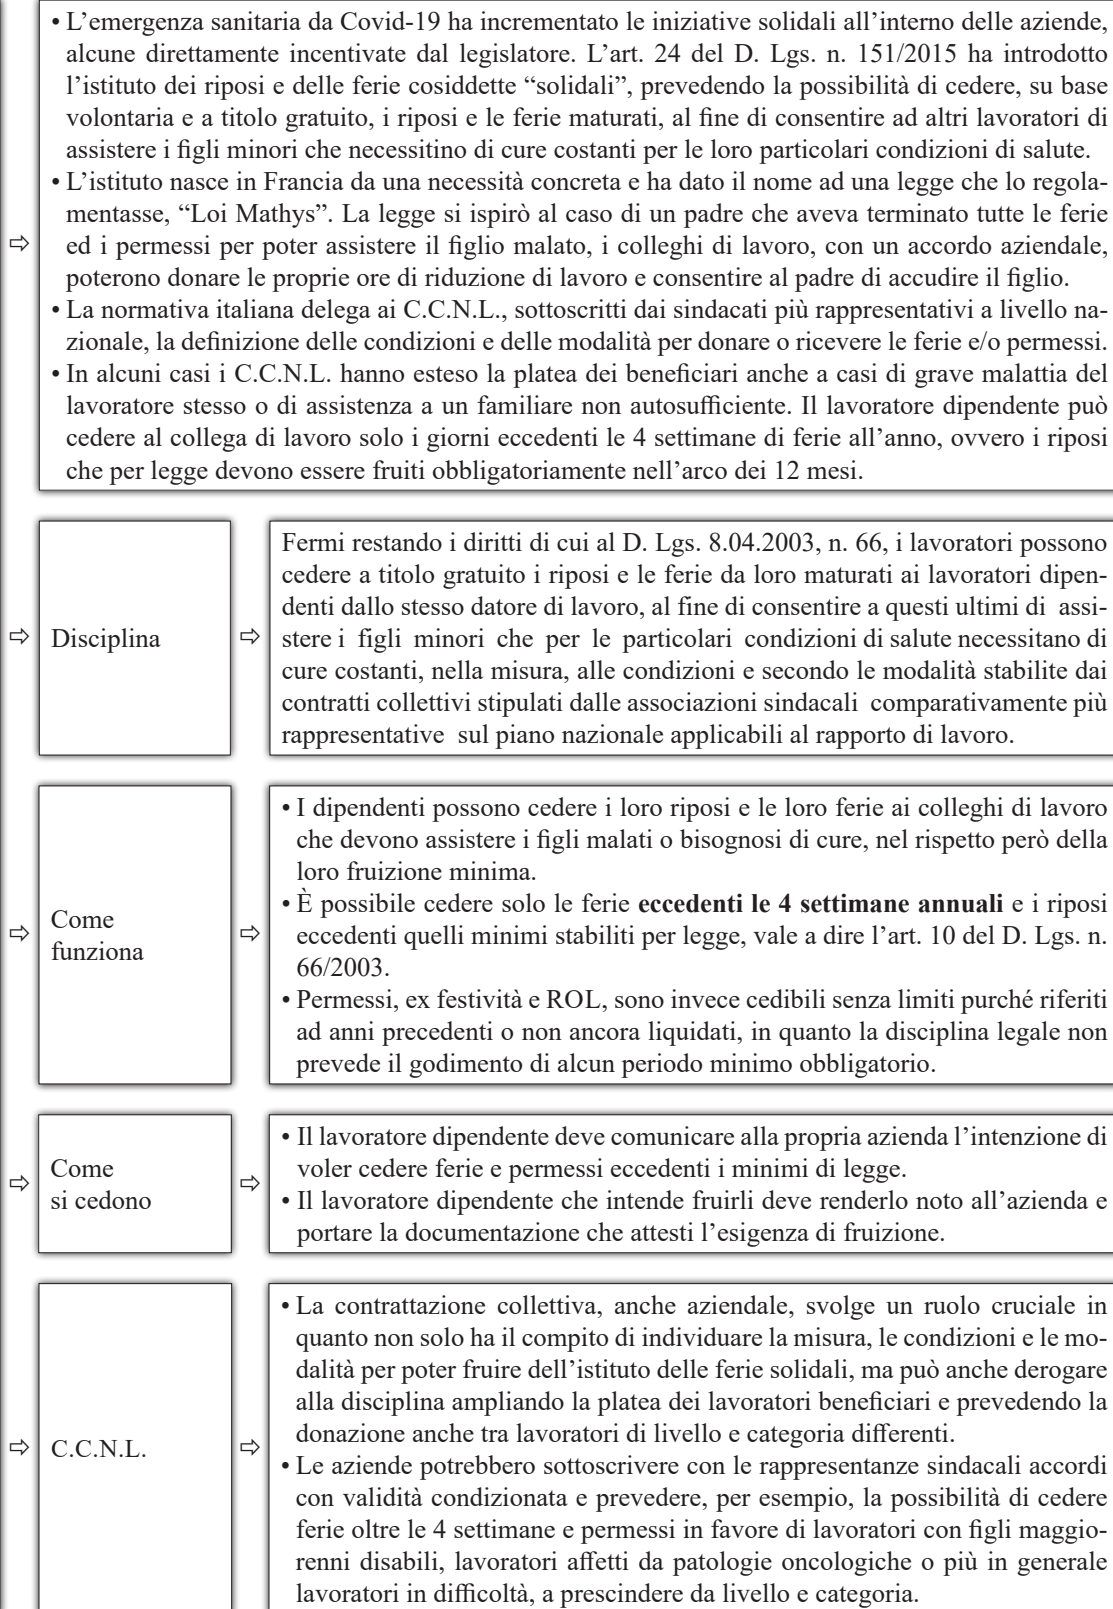 • L’emergenza sanitaria da Covid-19 ha incrementato le iniziative solidali all’interno delle aziende,
alcune direttamente incentivate dal legislatore. L’art. 24 del D. Lgs. n. 151/2015 ha introdotto
l’istituto dei riposi e delle ferie cosiddette “solidali”, prevedendo la possibilità di cedere, su base
volontaria e a titolo gratuito, i riposi e le ferie maturati, al fine di consentire ad altri lavoratori di
assistere i figli minori che necessitino di cure costanti per le loro particolari condizioni di salute.
• L’istituto nasce in Francia da una necessità concreta e ha dato il nome ad una legge che lo regola-
mentasse, “Loi Mathys”. La legge si ispirò al caso di un padre che aveva terminato tutte le ferie
⇨ ed i permessi per poter assistere il figlio malato, i colleghi di lavoro, con un accordo aziendale,
poterono donare le proprie ore di riduzione di lavoro e consentire al padre di accudire il figlio.
• La normativa italiana delega ai C.C.N.L., sottoscritti dai sindacati più rappresentativi a livello na-
zionale, la definizione delle condizioni e delle modalità per donare o ricevere le ferie e/o permessi.
• In alcuni casi i C.C.N.L. hanno esteso la platea dei beneficiari anche a casi di grave malattia del
lavoratore stesso o di assistenza a un familiare non autosufficiente. Il lavoratore dipendente può
cedere al collega di lavoro solo i giorni eccedenti le 4 settimane di ferie all’anno, ovvero i riposi
che per legge devono essere fruiti obbligatoriamente nell’arco dei 12 mesi.
⇨ Disciplina ⇨
Fermi restando i diritti di cui al D. Lgs. 8.04.2003, n. 66, i lavoratori possono
cedere a titolo gratuito i riposi e le ferie da loro maturati ai lavoratori dipen-
denti dallo stesso datore di lavoro, al fine di consentire a questi ultimi di assi-
stere i figli minori che per le particolari condizioni di salute necessitano di
cure costanti, nella misura, alle condizioni e secondo le modalità stabilite dai
contratti collettivi stipulati dalle associazioni sindacali comparativamente più
rappresentative sul piano nazionale applicabili al rapporto di lavoro.
⇨ Come
funziona ⇨
• I dipendenti possono cedere i loro riposi e le loro ferie ai colleghi di lavoro
che devono assistere i figli malati o bisognosi di cure, nel rispetto però della
loro fruizione minima.
• È possibile cedere solo le ferie eccedenti le 4 settimane annuali e i riposi
eccedenti quelli minimi stabiliti per legge, vale a dire l’art. 10 del D. Lgs. n.
66/2003.
• Permessi, ex festività e ROL, sono invece cedibili senza limiti purché riferiti
ad anni precedenti o non ancora liquidati, in quanto la disciplina legale non
prevede il godimento di alcun periodo minimo obbligatorio.
⇨ Come
si cedono ⇨
• Il lavoratore dipendente deve comunicare alla propria azienda l’intenzione di
voler cedere ferie e permessi eccedenti i minimi di legge.
• Il lavoratore dipendente che intende fruirli deve renderlo noto all’azienda e
portare la documentazione che attesti l’esigenza di fruizione.
⇨ C.C.N.L. ⇨
• La contrattazione collettiva, anche aziendale, svolge un ruolo cruciale in
quanto non solo ha il compito di individuare la misura, le condizioni e le mo-
dalità per poter fruire dell’istituto delle ferie solidali, ma può anche derogare
alla disciplina ampliando la platea dei lavoratori beneficiari e prevedendo la
donazione anche tra lavoratori di livello e categoria differenti.
• Le aziende potrebbero sottoscrivere con le rappresentanze sindacali accordi
con validità condizionata e prevedere, per esempio, la possibilità di cedere
ferie oltre le 4 settimane e permessi in favore di lavoratori con figli maggio-
renni disabili, lavoratori affetti da patologie oncologiche o più in generale
lavoratori in difficoltà, a prescindere da livello e categoria.